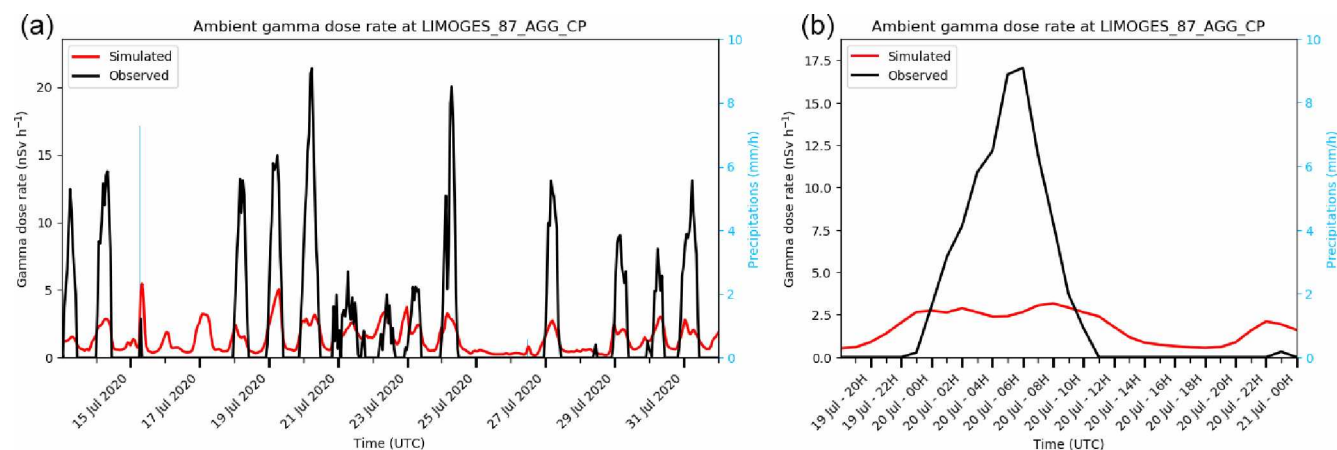 (a)
Ambient gamma dose rate at LIMOGES_87_AGG_CP
Simulated
Observed
Gamma dose rate (nSv h⁻¹)
20
15
10
5
0
10
8
6
4
2
0
Precipitations (mm/h)
15 Jul 2020
17 Jul 2020
19 Jul 2020
21 Jul 2020
23 Jul 2020
25 Jul 2020
27 Jul 2020
29 Jul 2020
31 Jul 2020
Time (UTC)
(b)
Ambient gamma dose rate at LIMOGES_87_AGG_CP
Simulated
Observed
Gamma dose rate (nSv h⁻¹)
17.5
15.0
12.5
10.0
7.5
5.0
2.5
0.0
10
8
6
4
2
0
Precipitations (mm/h)
19 Jul - 20H
19 Jul - 22H
20 Jul - 00H
20 Jul - 02H
20 Jul - 04H
20 Jul - 06H
20 Jul - 08H
20 Jul - 10H
20 Jul - 12H
20 Jul - 14H
20 Jul - 16H
20 Jul - 18H
20 Jul - 20H
20 Jul - 22H
21 Jul - 00H
Time (UTC)